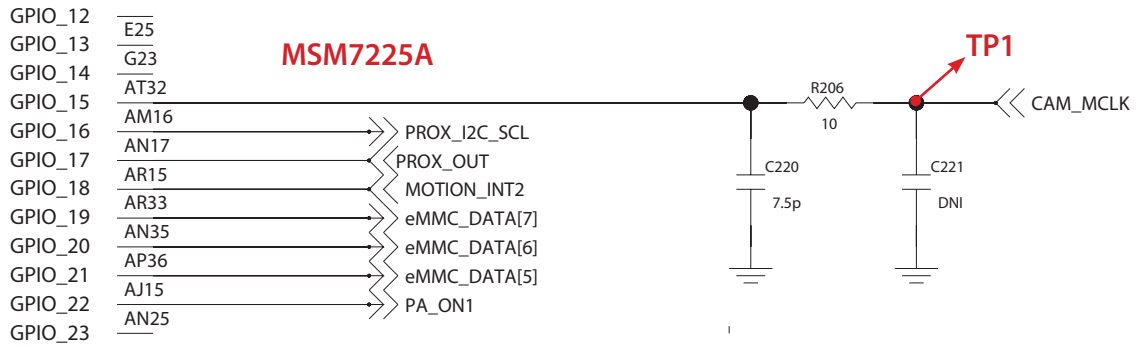 GPIO_12
E25
GPIO_13
MSM7225A
TP1
G23
GPIO_14
AT32
R206
GPIO_15
CAM_MCLK
AM16
10
GPIO_16
PROX_I2C_SCL
AN17
GPIO_17
PROX_OUT
AR15
C220
C221
GPIO_18
MOTION_INT2
AR33
7.5p
DNI
GPIO_19
eMMC_DATA[7]
AN35
GPIO_20
eMMC_DATA[6]
AP36
GPIO_21
eMMC_DATA[5]
AJ15
GPIO_22
PA_ON1
AN25
GPIO_23